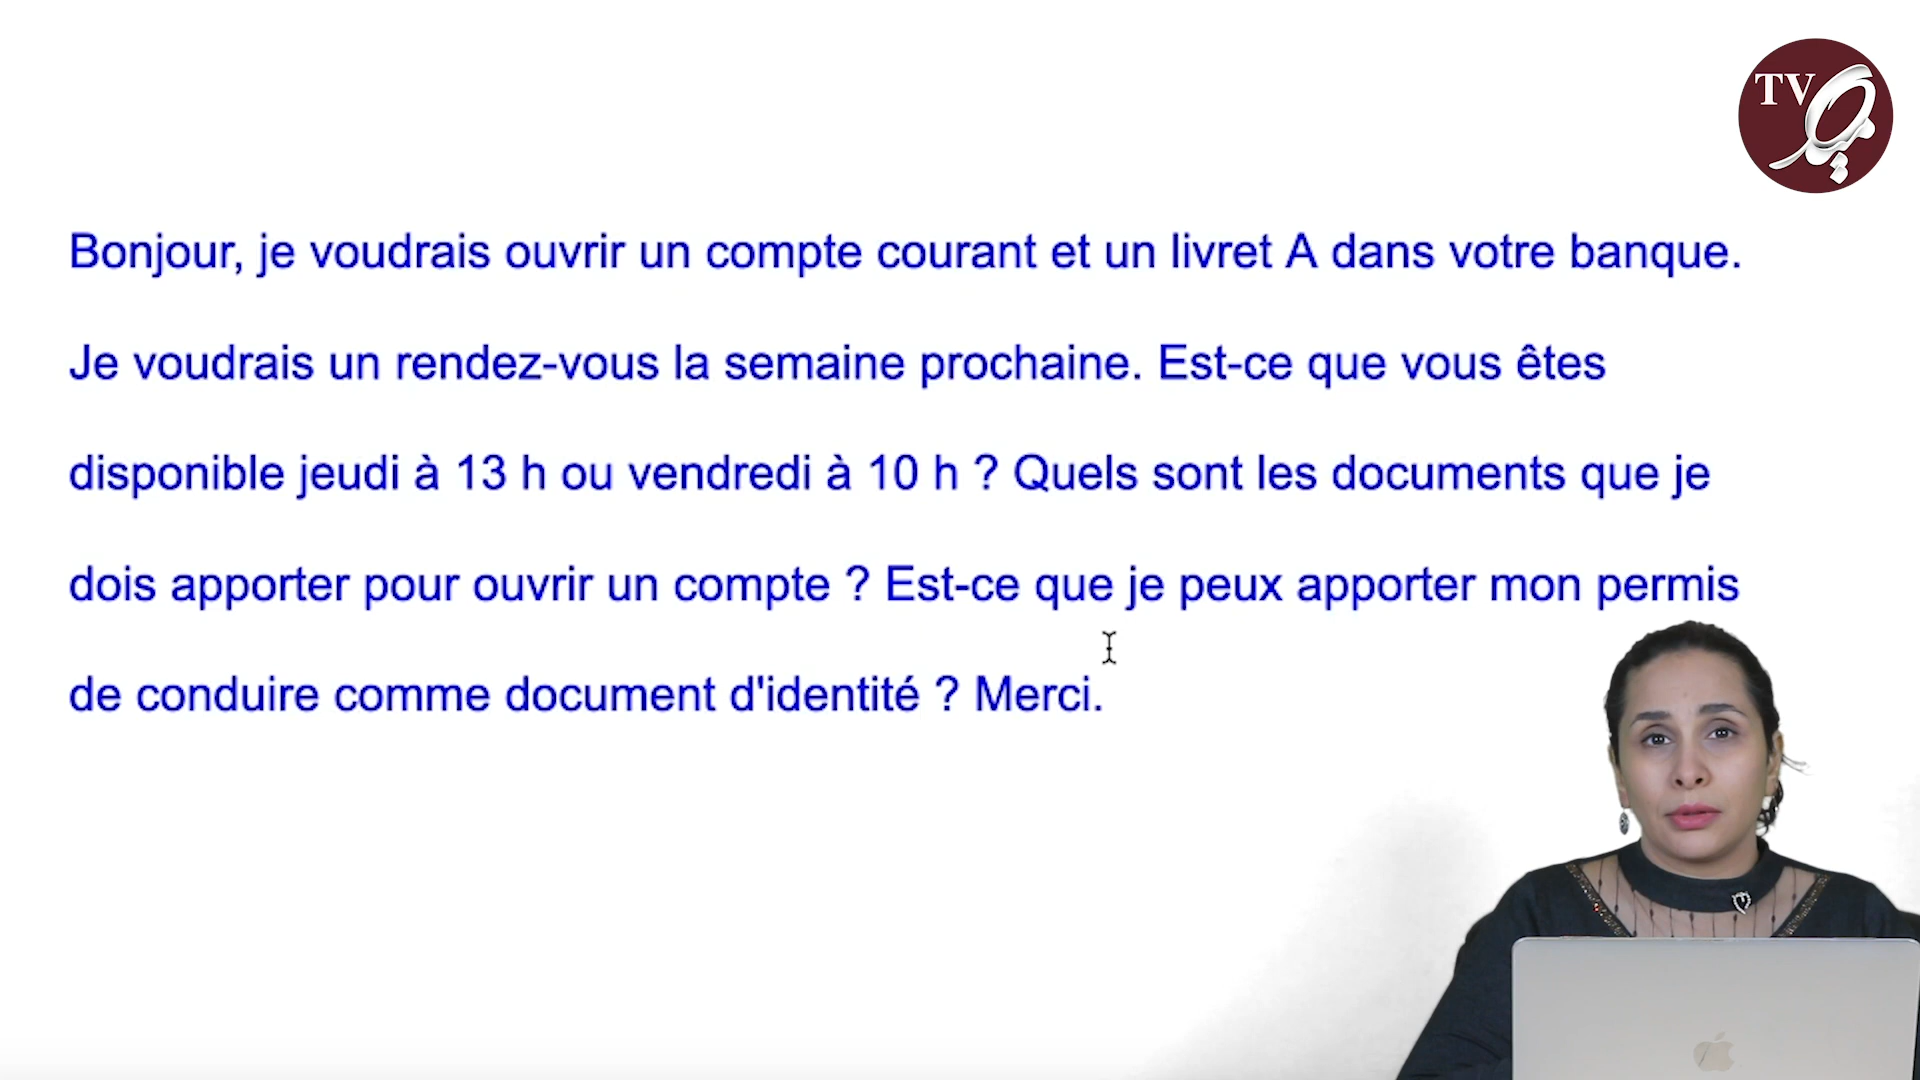 TV
Bonjour, je voudrais ouvrir un compte courant et un livret A dans votre banque.
Je voudrais un rendez-vous la semaine prochaine. Est-ce que vous êtes
disponible jeudi à 13 h ou vendredi à 10 h ? Quels sont les documents que je
dois apporter pour ouvrir un compte ? Est-ce que je peux apporter mon permis
de conduire comme document d'identité ? Merci.